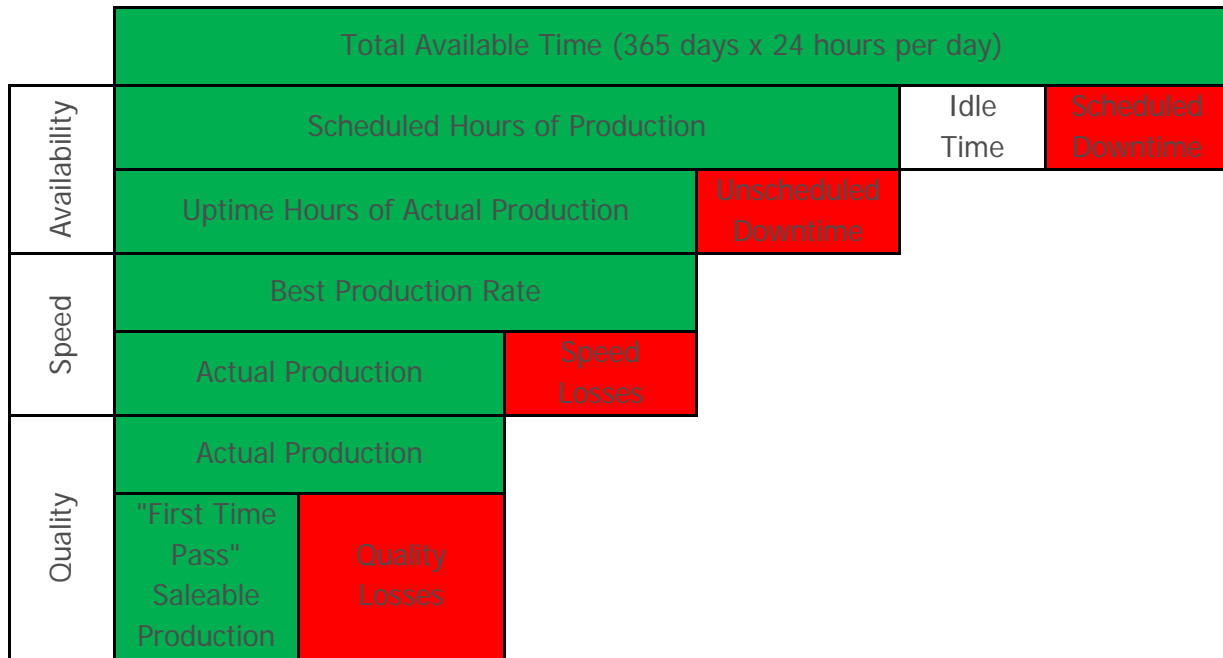 Total Available Time (365 days x 24 hours per day)
Availability
Scheduled Hours of Production
Idle
Time
Scheduled
Downtime
Uptime Hours of Actual Production
Unscheduled
Downtime
Speed
Best Production Rate
Actual Production
Speed
Losses
Quality
Actual Production
"First Time
Pass"
Saleable
Production
Quality
Losses